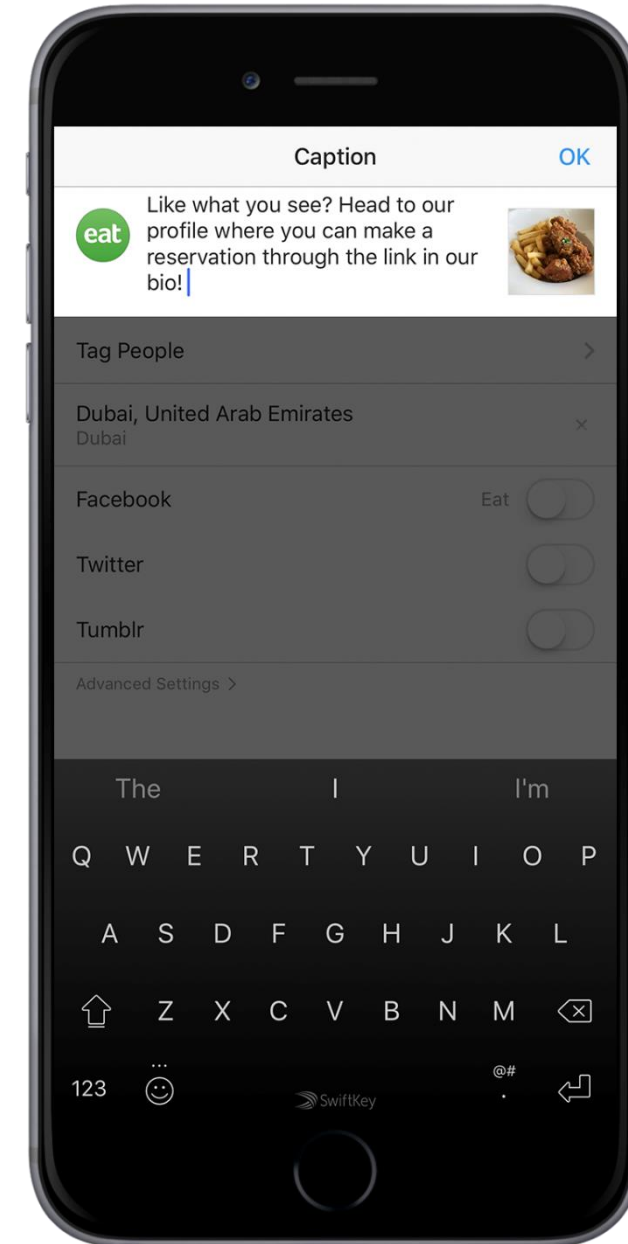 Caption OK
eat
Like what you see? Head to our
profile where you can make a
reservation through the link in our
bio!
Tag People
Dubai, United Arab Emirates
Dubai
Facebook Eat
Twitter
Tumblr
Advanced Settings >
The I I'm
Q W E R T Y U I O P
A S D F G H J K L
Z X C V B N M
123 SwiftKey @# .